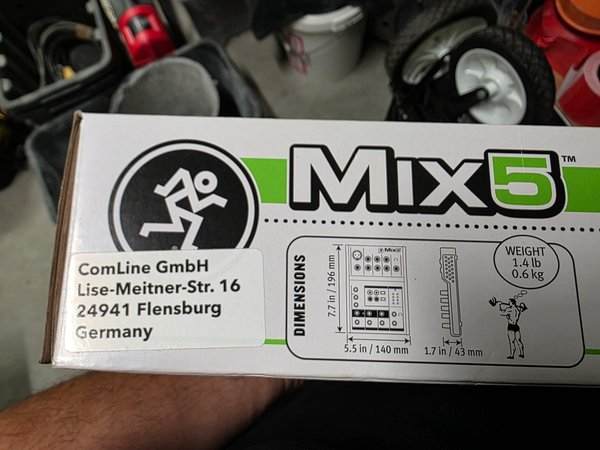 MIX5™
ComLine GmbH
Lise-Meitner-Str. 16
24941 Flensburg
Germany
DIMENSIONS
7.7 in / 196 mm
Mix5
5.5 in / 140 mm
1.7 in / 43 mm
WEIGHT
1.4 lb
0.6 kg